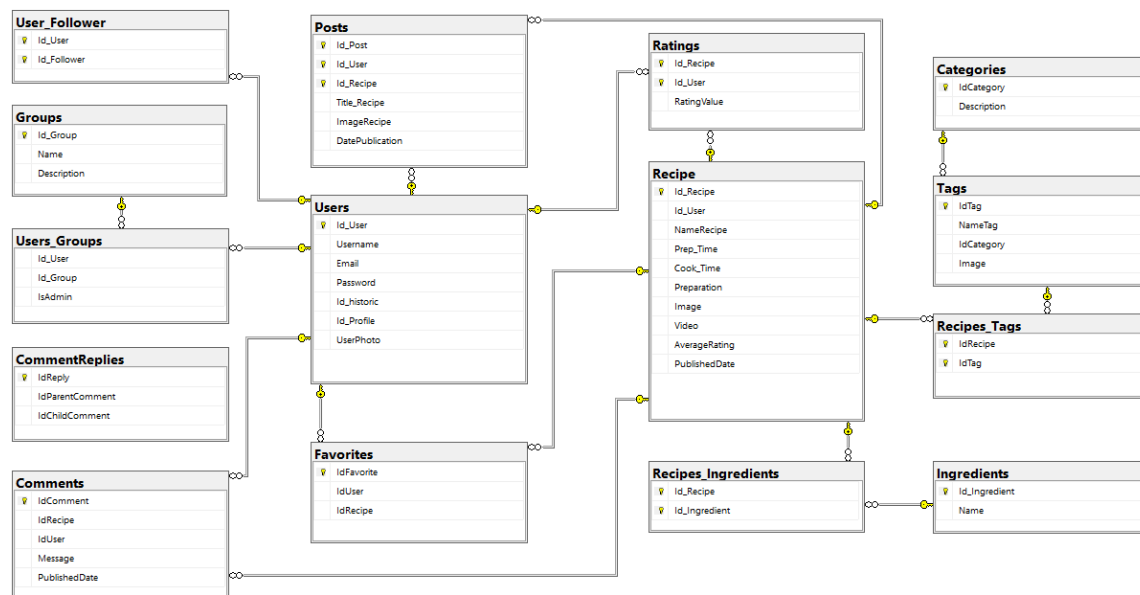 User_Follower
Id_User
Id_Follower
Groups
Id_Group
Name
Description
Users_Groups
Id_User
Id_Group
IsAdmin
CommentReplies
IdReply
IdParentComment
IdChildComment
Comments
IdComment
IdRecipe
IdUser
Message
PublishedDate
Posts
Id_Post
Id_User
Id_Recipe
Title_Recipe
ImageRecipe
DatePublication
Users
Id_User
Username
Email
Password
Id_historic
Id_Profile
UserPhoto
Favorites
IdFavorite
IdUser
IdRecipe
Ratings
Id_Recipe
Id_User
RatingValue
Recipe
Id_Recipe
Id_User
NameRecipe
Prep_Time
Cook_Time
Preparation
Image
Video
AverageRating
PublishedDate
Recipes_Ingredients
Id_Recipe
Id_Ingredient
Categories
IdCategory
Description
Tags
IdTag
NameTag
IdCategory
Image
Recipes_Tags
IdRecipe
IdTag
Ingredients
Id_Ingredient
Name